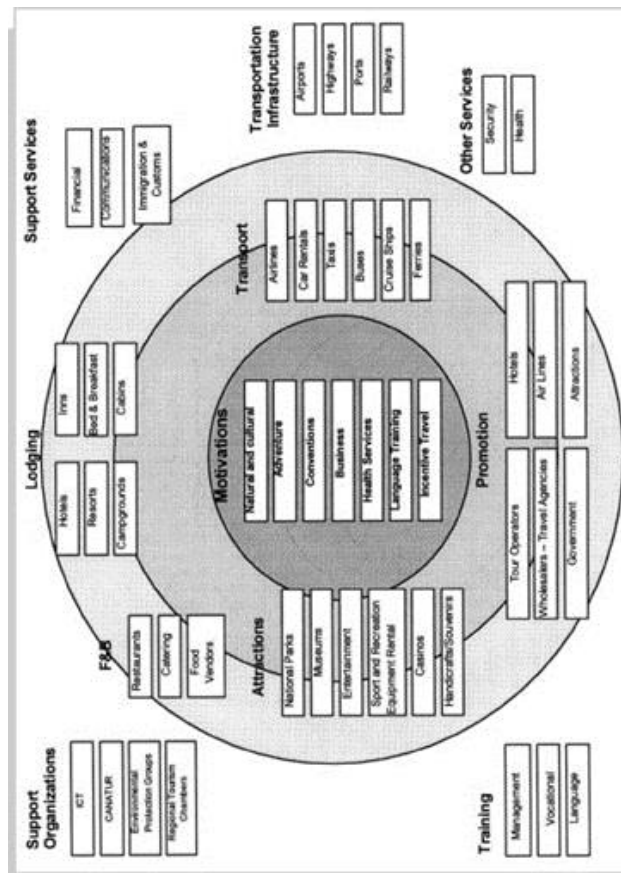 Support
Organizations
ICT
CANATUR
Environmental
Protection Groups
Regional Tourism
Chambers
F&B
Restaurants
Catering
Food
Vendors
Lodging
Hotels
Resorts
Campgrounds
Inns
Bed & Breakfast
Cabins
Support Services
Financial
Communications
Immigration &
Customs
Attractions
National Parks
Museums
Entertainment
Sport and Recreation
Equipment Rental
Casinos
Handicrafts/Souvenirs
Motivations
Natural and cultural
Adventure
Conventions
Business
Health Services
Language Training
Incentive Travel
Transport
Airlines
Car Rentals
Taxis
Buses
Cruise Ships
Ferries
Transportation
Infrastructure
Airports
Highways
Ports
Railways
Training
Management
Vocational
Language
Promotion
Tour Operators
Wholesalers – Travel Agencies
Government
Hotels
Air Lines
Attractions
Other Services
Security
Health